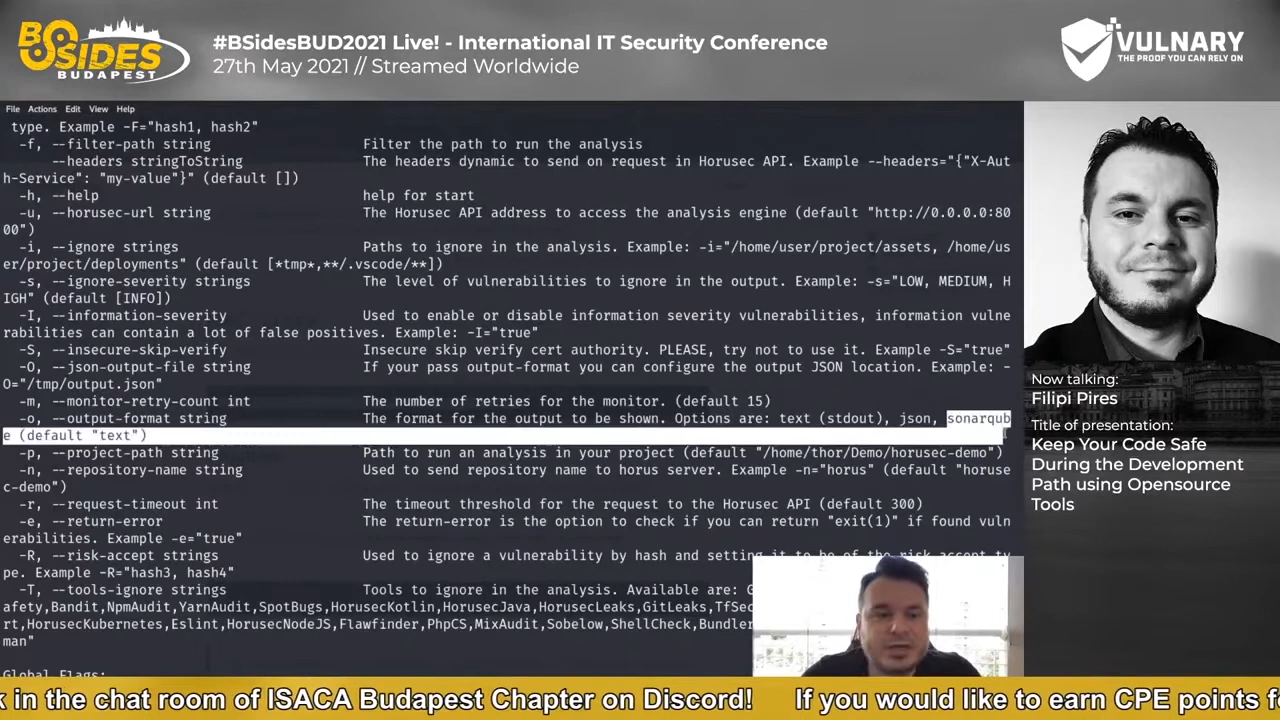 BSIDES
BUDAPEST
#BSidesBUD2021 Live! - International IT Security Conference
27th May 2021 // Streamed Worldwide
VULNARY
THE PROOF YOU CAN RELY ON
File Actions Edit View Help
type. Example -F="hash1, hash2"
-f, --filter-path string Filter the path to run the analysis
--headers stringToString The headers dynamic to send on request in Horusec API. Example --headers="{"X-Aut
h-Service": "my-value"}" (default [])
-h, --help help for start
-u, --horusec-url string The Horusec API address to access the analysis engine (default "http://0.0.0.0:80
00")
-i, --ignore strings Paths to ignore in the analysis. Example: -i="/home/user/project/assets, /home/us
er/project/deployments" (default [*tmp*,**/.vscode/**])
-s, --ignore-severity strings The level of vulnerabilities to ignore in the output. Example: -s="LOW, MEDIUM, H
IGH" (default [INFO])
-I, --information-severity Used to enable or disable information severity vulnerabilities, information vulne
rabilities can contain a lot of false positives. Example: -I="true"
-S, --insecure-skip-verify Insecure skip verify cert authority. PLEASE, try not to use it. Example -S="true"
-O, --json-output-file string If your pass output-format you can configure the output JSON location. Example: -
O="/tmp/output.json"
-m, --monitor-retry-count int The number of retries for the monitor. (default 15)
-o, --output-format string The format for the output to be shown. Options are: text (stdout), json, sonarqub
e (default "text")
-p, --project-path string Path to run an analysis in your project (default "/home/thor/Demo/horusec-demo")
-n, --repository-name string Used to send repository name to horus server. Example -n="horus" (default "horuse
c-demo")
-r, --request-timeout int The timeout threshold for the request to the Horusec API (default 300)
-e, --return-error The return-error is the option to check if you can return "exit(1)" if found vuln
erabilities. Example -e="true"
-R, --risk-accept strings Used to ignore a vulnerability by hash and setting it to be of the risk accept ty
pe. Example -R="hash3, hash4"
-T, --tools-ignore strings Tools to ignore in the analysis. Available are: G
afety,Bandit,NpmAudit,YarnAudit,SpotBugs,HorusecKotlin,HorusecJava,HorusecLeaks,GitLeaks,TfSec
rt,HorusecKubernetes,Eslint,HorusecNodeJS,Flawfinder,PhpCS,MixAudit,Sobelow,ShellCheck,Bundler
man"
Global Flags:
Now talking:
Filipi Pires
Title of presentation:
Keep Your Code Safe
During the Development
Path using Opensource
Tools
k in the chat room of ISACA Budapest Chapter on Discord! If you would like to earn CPE points f